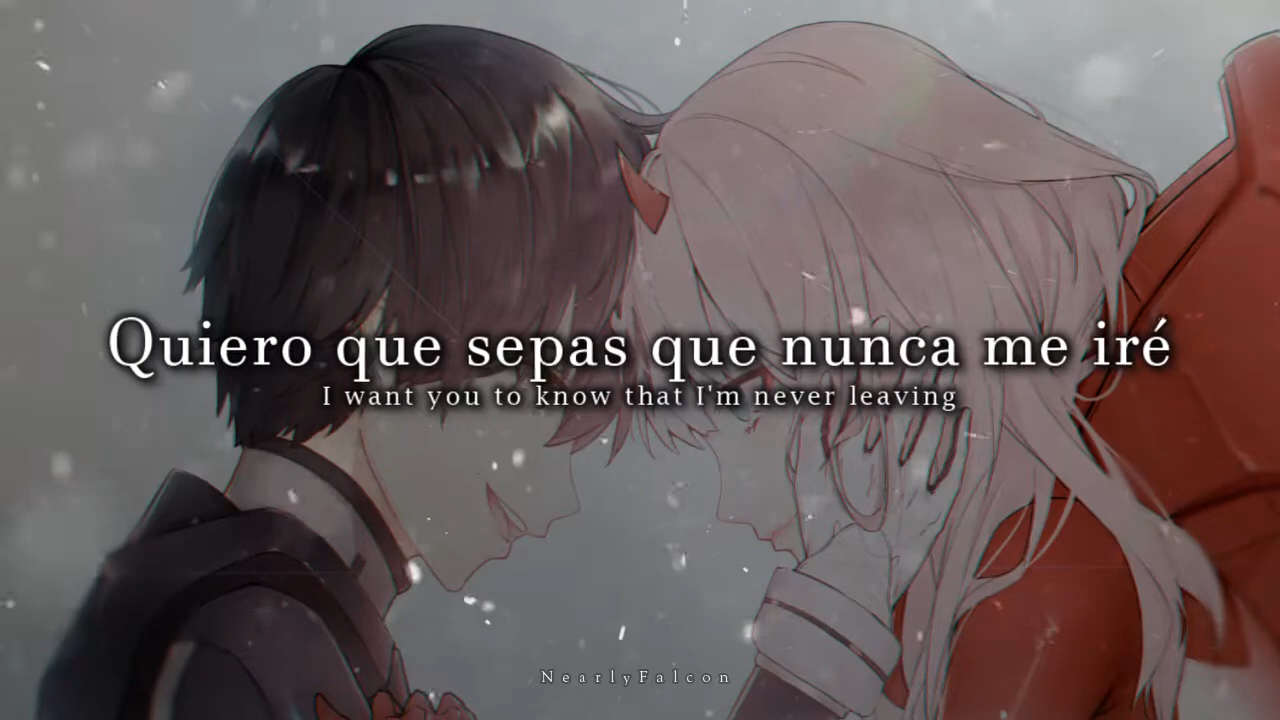 Quiero que sepas que nunca me iré
I want you to know that I'm never leaving
NearlyFalcon